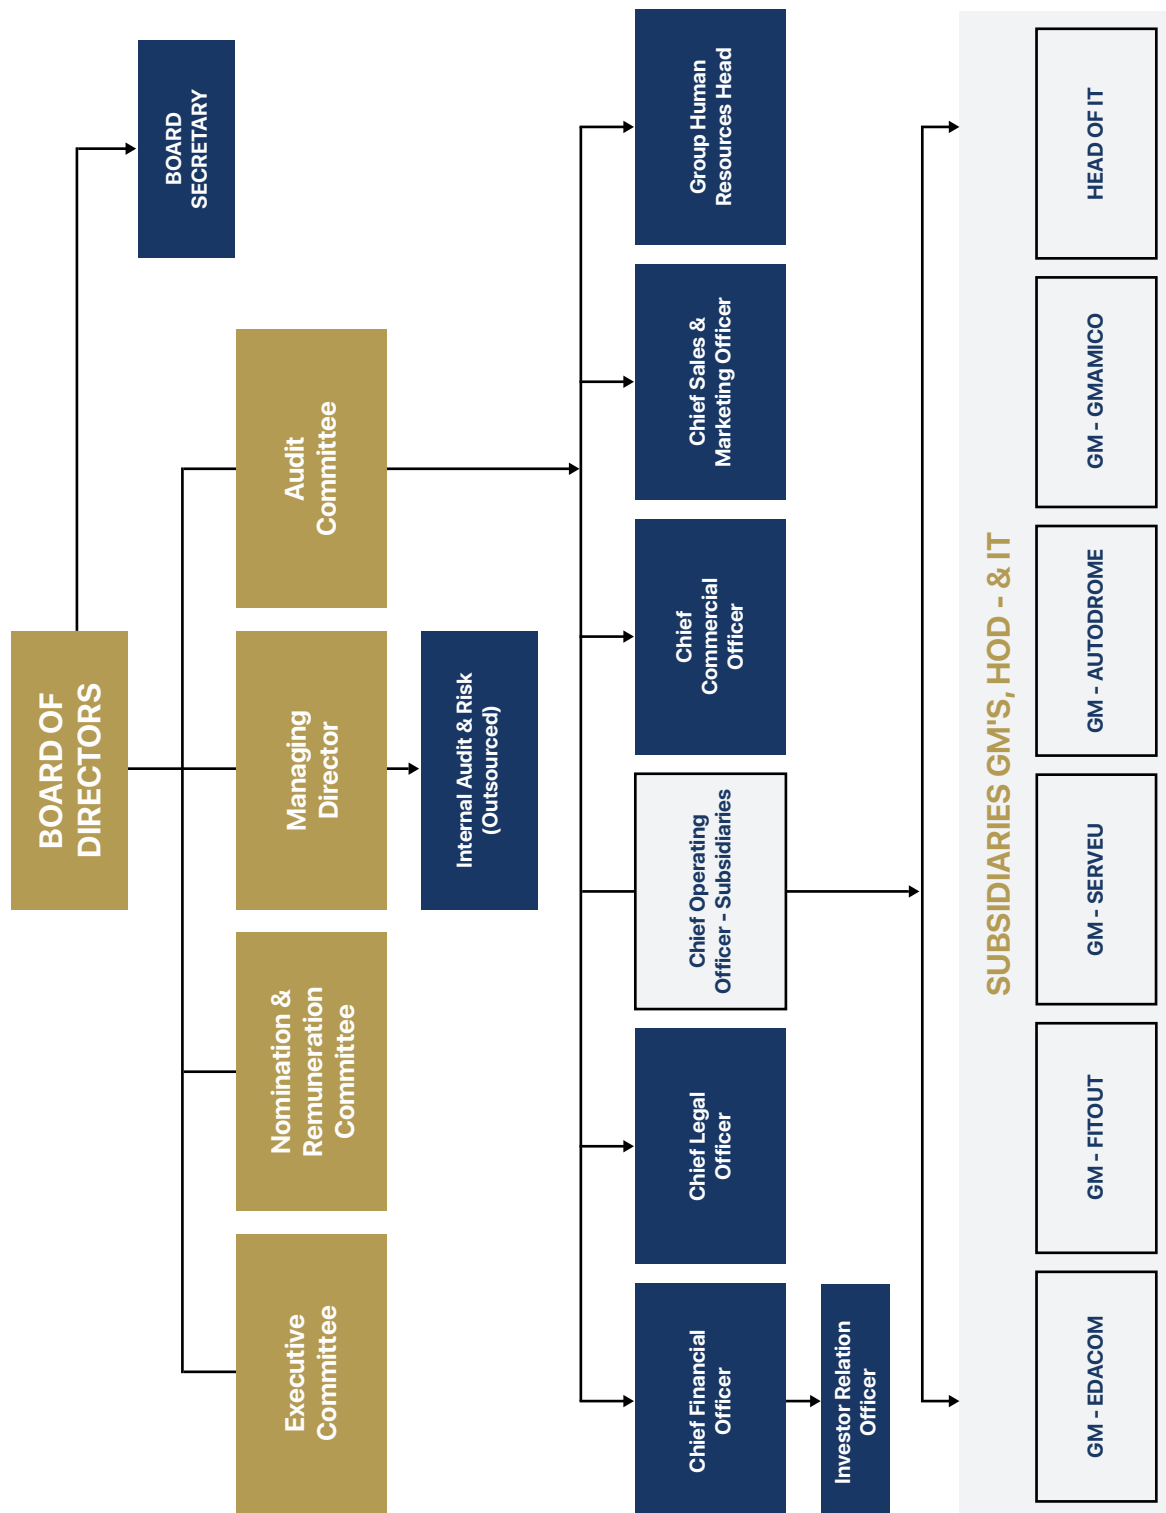 BOARD OF
DIRECTORS
BOARD
SECRETARY
Executive
Committee
Nomination &
Remuneration
Committee
Managing
Director
Audit
Committee
Internal Audit & Risk
(Outsourced)
Chief Financial
Officer
Chief Legal
Officer
Chief Operating
Officer - Subsidiaries
Chief
Commercial
Officer
Chief Sales &
Marketing Officer
Group Human
Resources Head
Investor Relation
Officer
SUBSIDIARIES GM'S, HOD - & IT
GM - EDACOM
GM - FITOUT
GM - SERVEU
GM - AUTODROME
GM - GMAMICO
HEAD OF IT